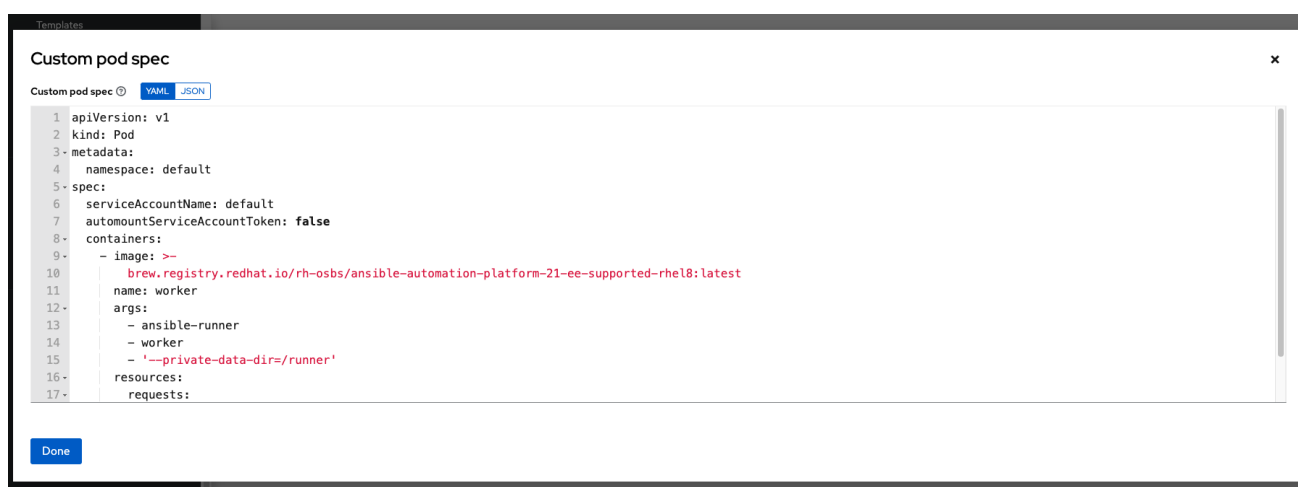 Templates
Custom pod spec
×
Custom pod spec ? YAML JSON
1 apiVersion: v1
2 kind: Pod
3 metadata:
4   namespace: default
5 spec:
6   serviceAccountName: default
7   automountServiceAccountToken: false
8   containers:
9     - image: >-
10         brew.registry.redhat.io/rh-osbs/ansible-automation-platform-21-ee-supported-rhel8:latest
11       name: worker
12       args:
13         - ansible-runner
14         - worker
15         - '--private-data-dir=/runner'
16       resources:
17         requests:
Done